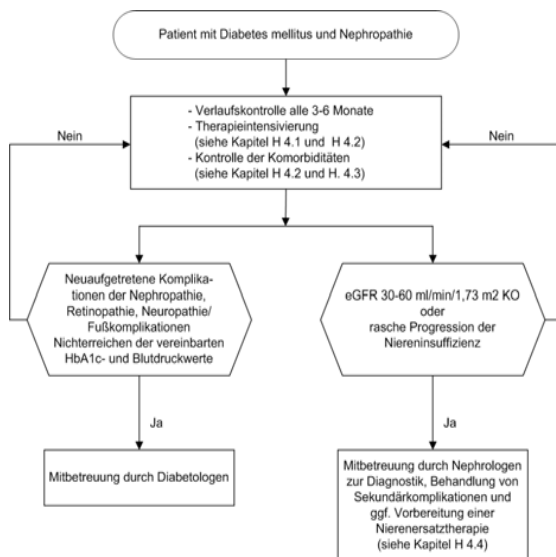 Patient mit Diabetes mellitus und Nephropathie
- Verlaufskontrolle alle 3-6 Monate
- Therapieintensivierung
(siehe Kapitel H 4.1 und H 4.2)
- Kontrolle der Komorbiditäten
(siehe Kapitel H 4.2 und H. 4.3)
Nein
Nein
Neuaufgetretene Komplika-
tionen der Nephropathie,
Retinopathie, Neuropathie/
Fußkomplikationen
Nichterreichen der vereinbarten
HbA1c- und Blutdruckwerte
eGFR 30-60 ml/min/1,73 m2 KO
oder
rasche Progression der
Niereninsuffizienz
Ja
Ja
Mitbetreuung durch Diabetologen
Mitbetreuung durch Nephrologen
zur Diagnostik, Behandlung von
Sekundärkomplikationen und
ggf. Vorbereitung einer
Nierenersatztherapie
(siehe Kapitel H 4.4)